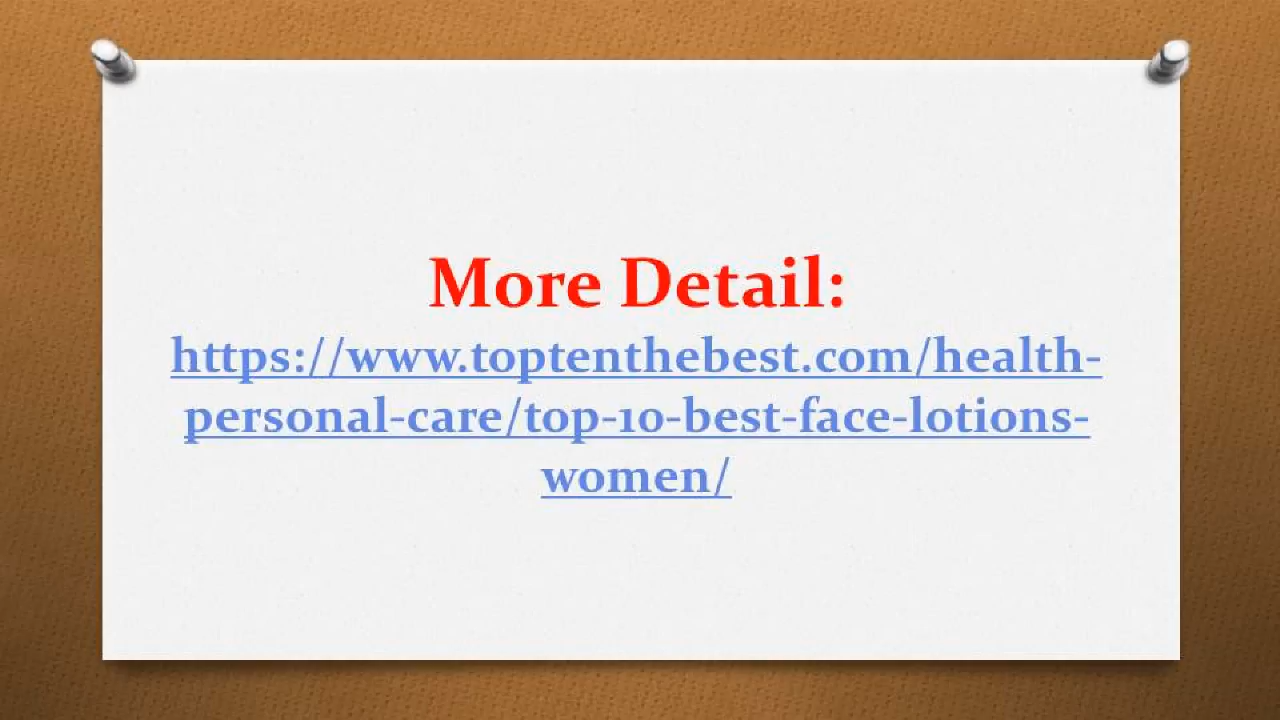 More Detail:
https://www.toptenthebest.com/health-
personal-care/top-10-best-face-lotions-
women/